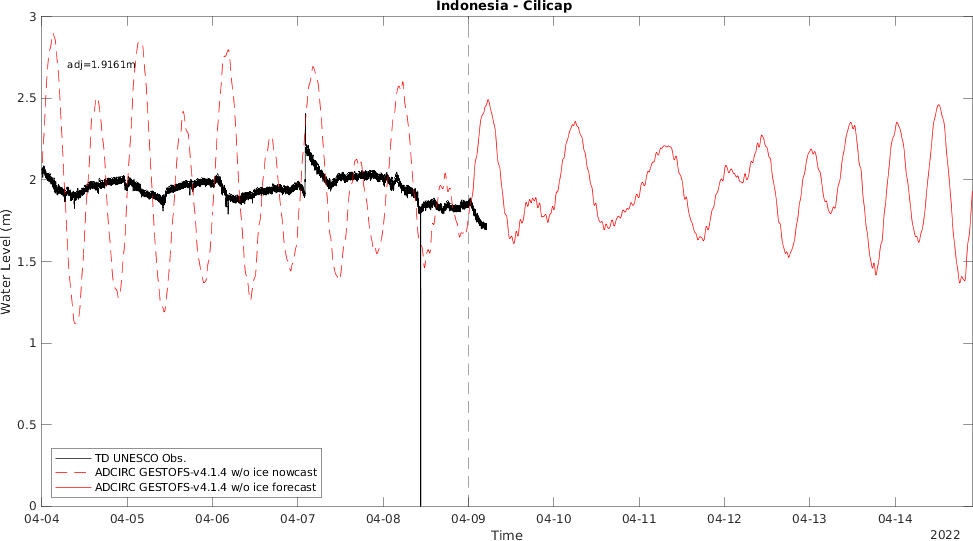 Indonesia - Cilicap
3
2.5
2
1.5
1
0.5
0
Water Level (m)
adj=1.9161m
TD UNESCO Obs.
ADCIRC GESTOFS-v4.1.4 w/o ice nowcast
ADCIRC GESTOFS-v4.1.4 w/o ice forecast
04-04 04-05 04-06 04-07 04-08 04-09 04-10 04-11 04-12 04-13 04-14
Time
2022